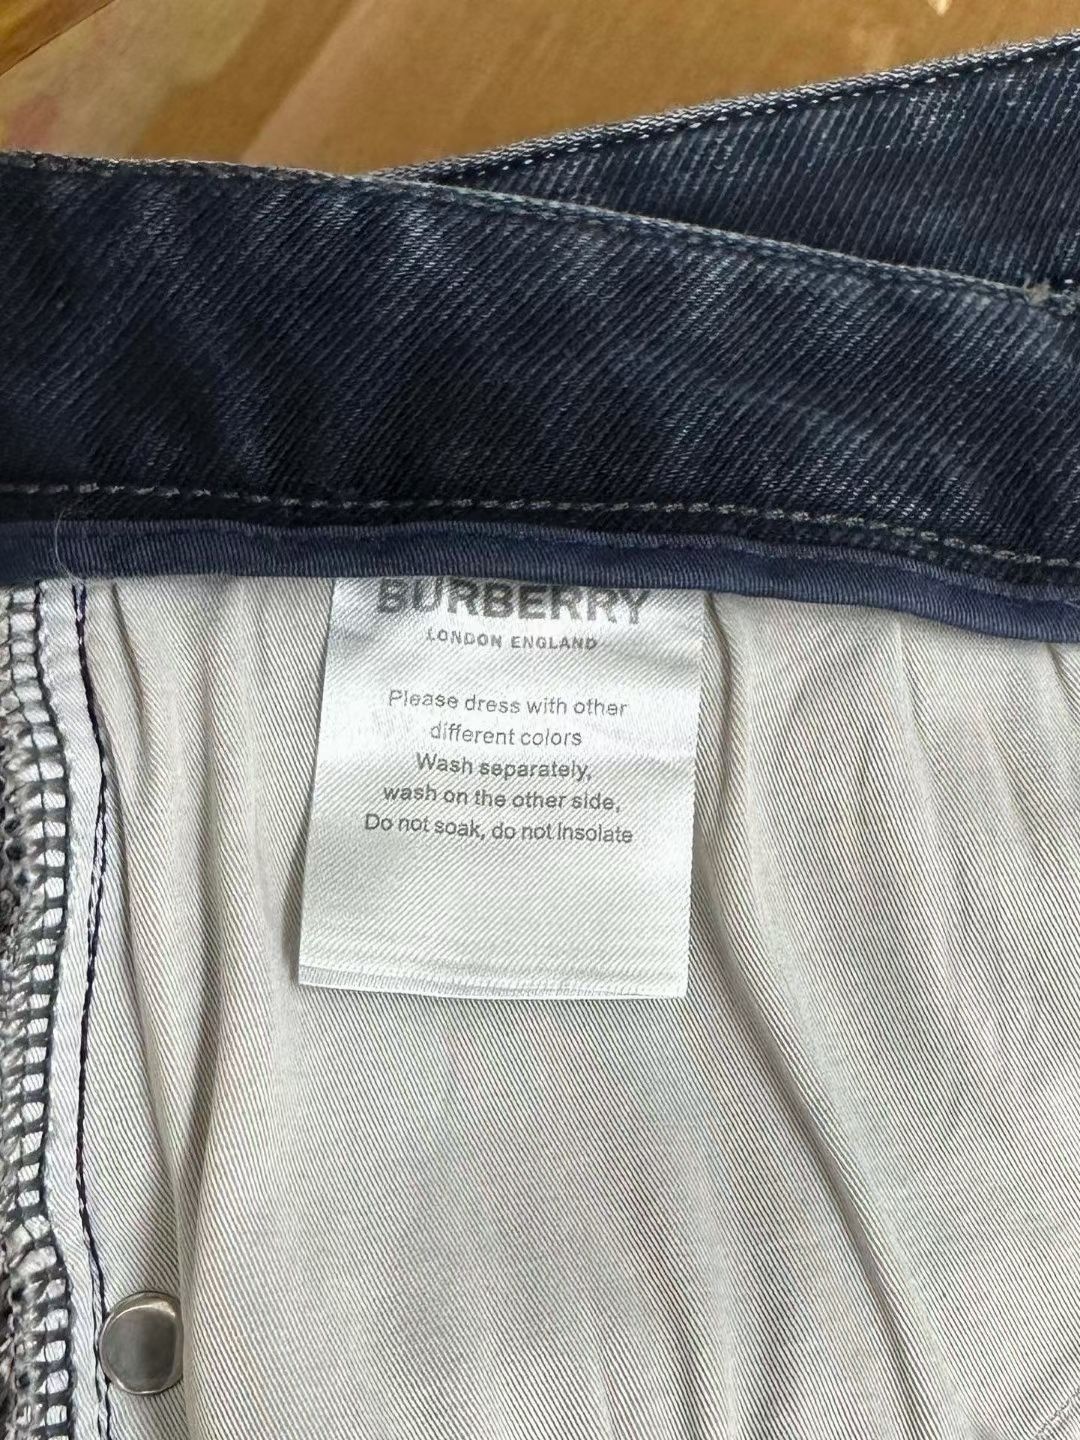 BURBERRY
LONDON ENGLAND
Please dress with other
different colors
Wash separately,
wash on the other side,
Do not soak, do not Insolate